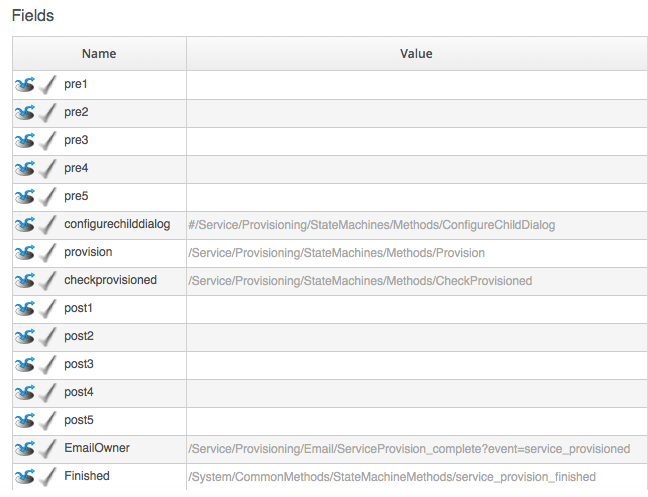 Fields
Name Value
pre1
pre2
pre3
pre4
pre5
configurechilddialog #/Service/Provisioning/StateMachines/Methods/ConfigureChildDialog
provision /Service/Provisioning/StateMachines/Methods/Provision
checkprovisioned /Service/Provisioning/StateMachines/Methods/CheckProvisioned
post1
post2
post3
post4
post5
EmailOwner /Service/Provisioning/Email/ServiceProvision_complete?event=service_provisioned
Finished /System/CommonMethods/StateMachineMethods/service_provision_finished